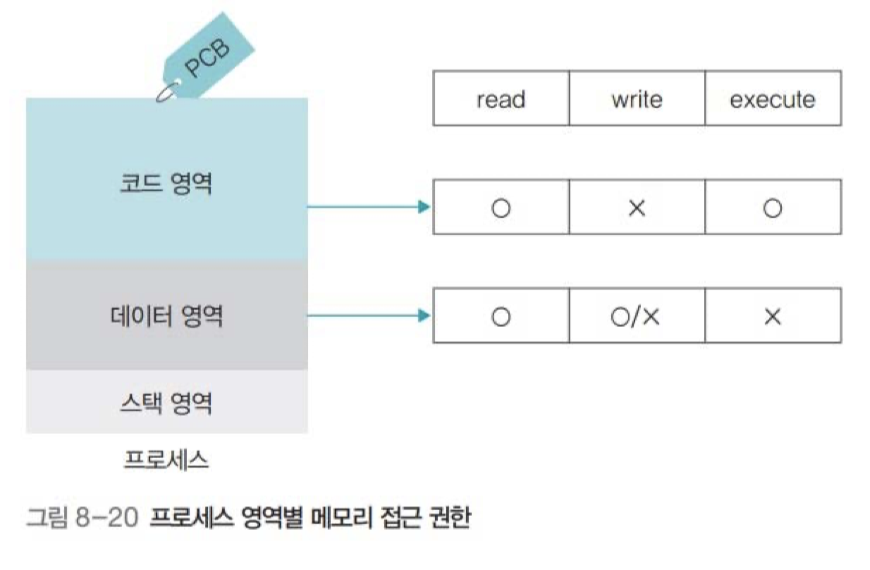 PCB
read write execute
코드 영역
○ × ○
데이터 영역
○ ○/× ×
스택 영역
프로세스
그림 8-20 프로세스 영역별 메모리 접근 권한